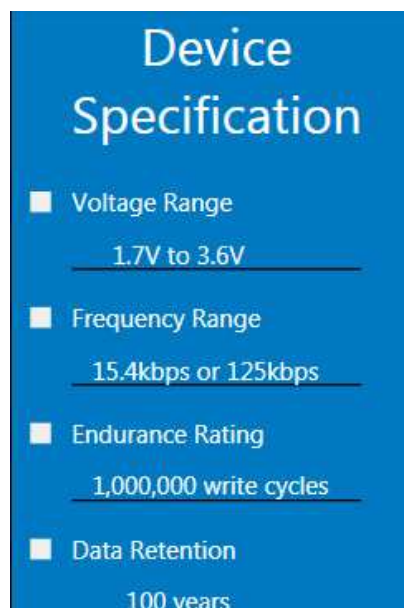 Device
Specification
Voltage Range
1.7V to 3.6V
Frequency Range
15.4kbps or 125kbps
Endurance Rating
1,000,000 write cycles
Data Retention
100 years